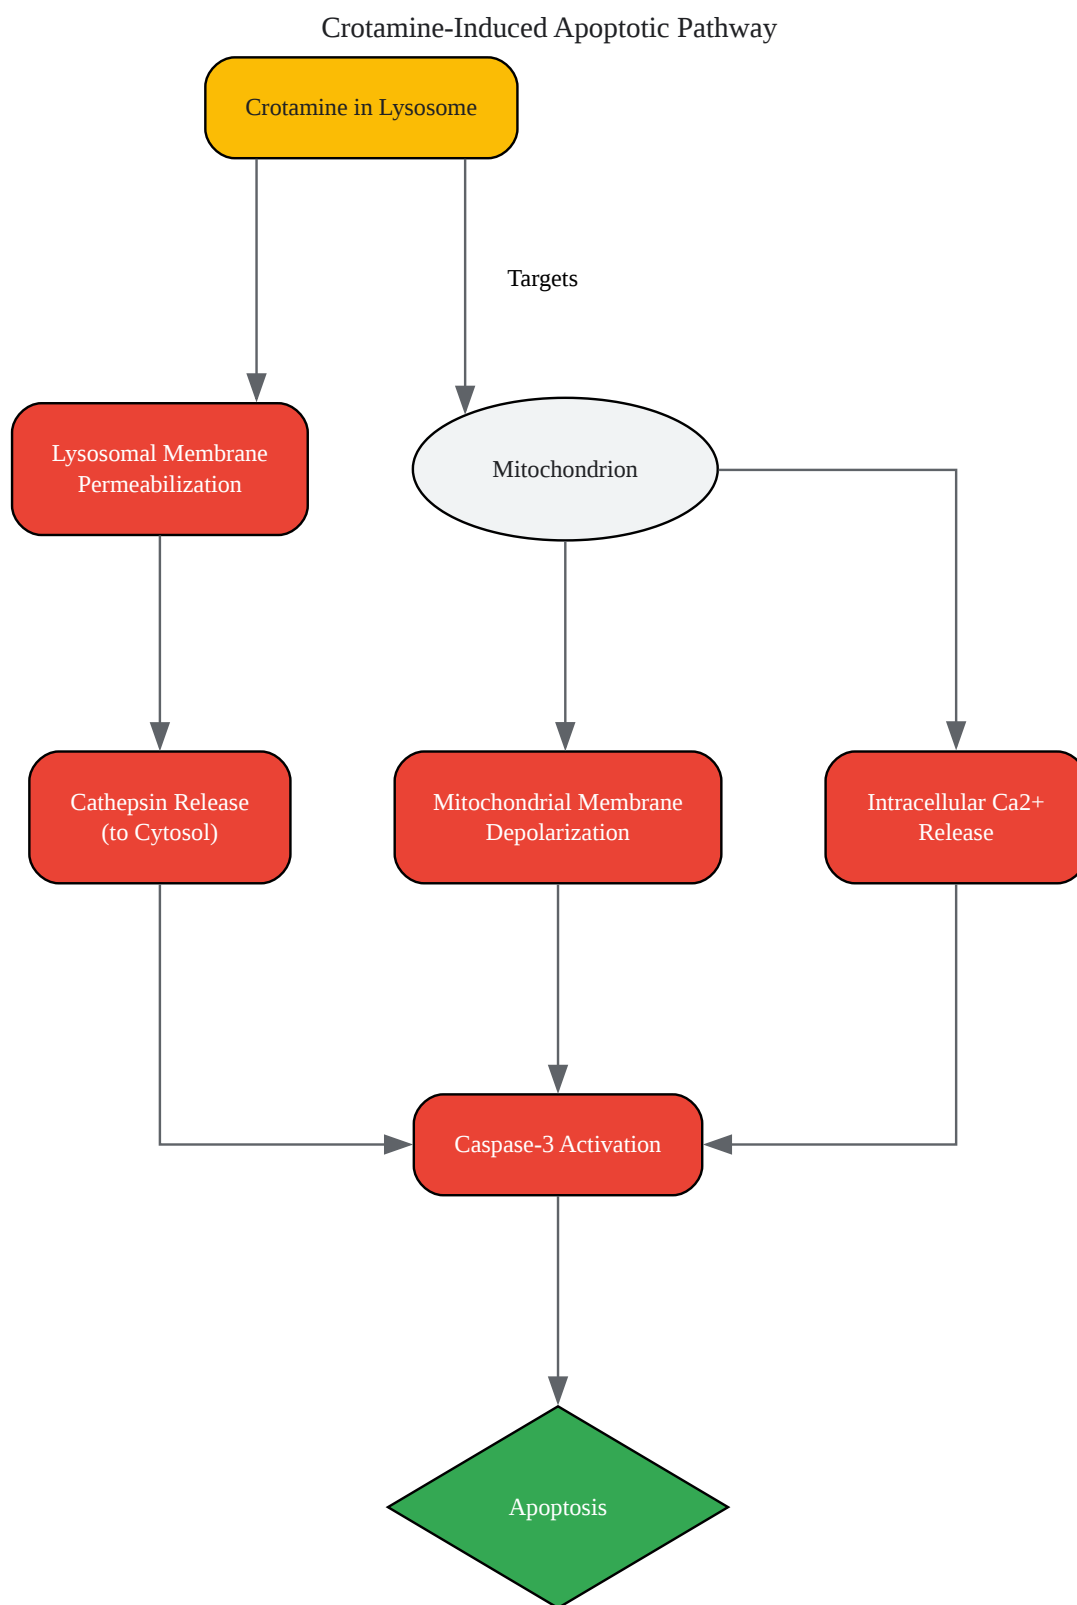 Crotamine-Induced Apoptotic Pathway
Crotamine in Lysosome
Targets
Lysosomal Membrane
Permeabilization
Mitochondrion
Cathepsin Release
(to Cytosol)
Mitochondrial Membrane
Depolarization
Intracellular Ca2+
Release
Caspase-3 Activation
Apoptosis